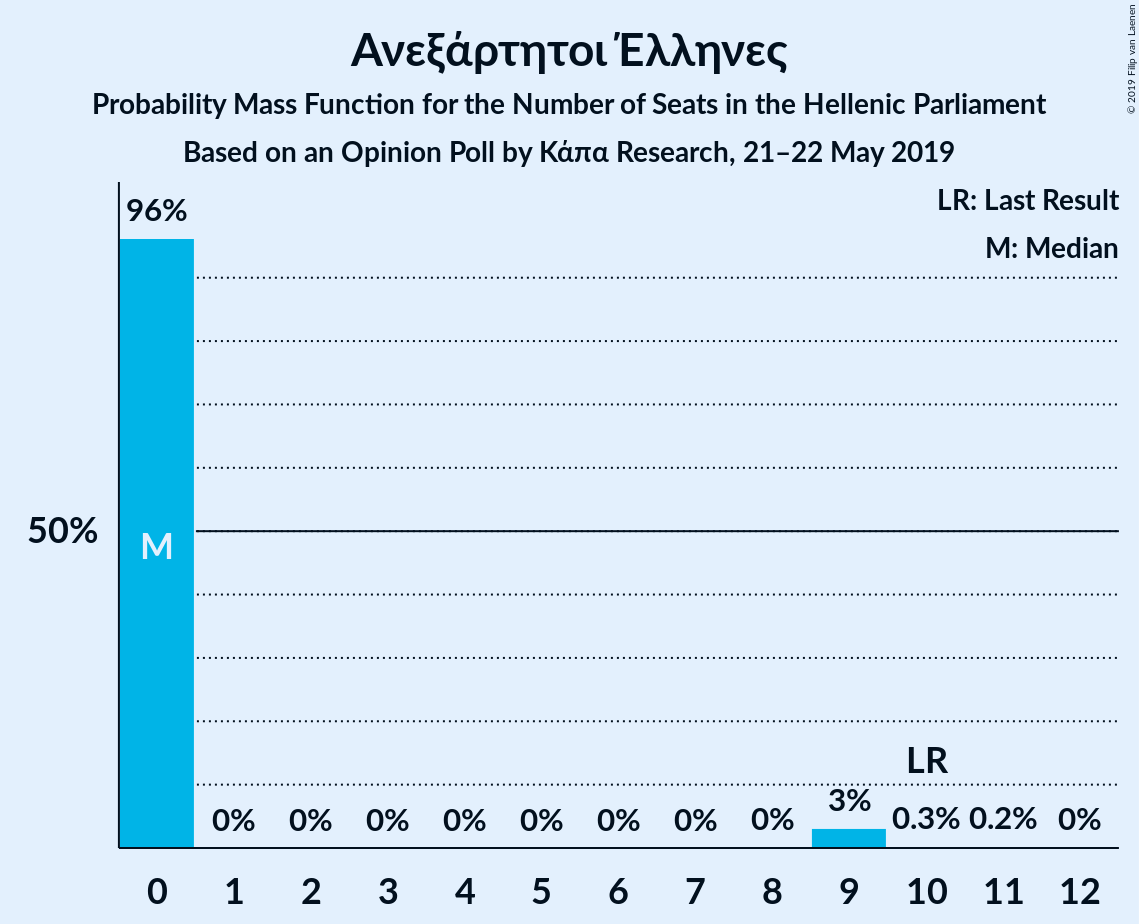 Ανεξάρτητοι Έλληνες
Probability Mass Function for the Number of Seats in the Hellenic Parliament
Based on an Opinion Poll by Κάπα Research, 21–22 May 2019
© 2019 Filip van Laenen
LR: Last Result
M: Median
96%
50%
M
LR
0% 0% 0% 0% 0% 0% 0% 0% 3% 0.3% 0.2% 0%
0 1 2 3 4 5 6 7 8 9 10 11 12